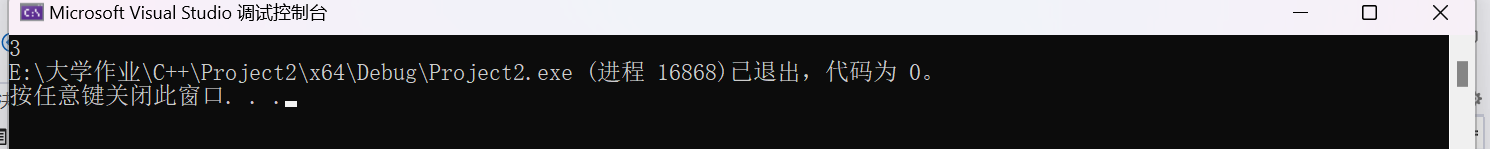 Microsoft Visual Studio 调试控制台
3
E:\大学作业\C++\Project2\x64\Debug\Project2.exe (进程 16868)已退出，代码为 0。
按任意键关闭此窗口. . .